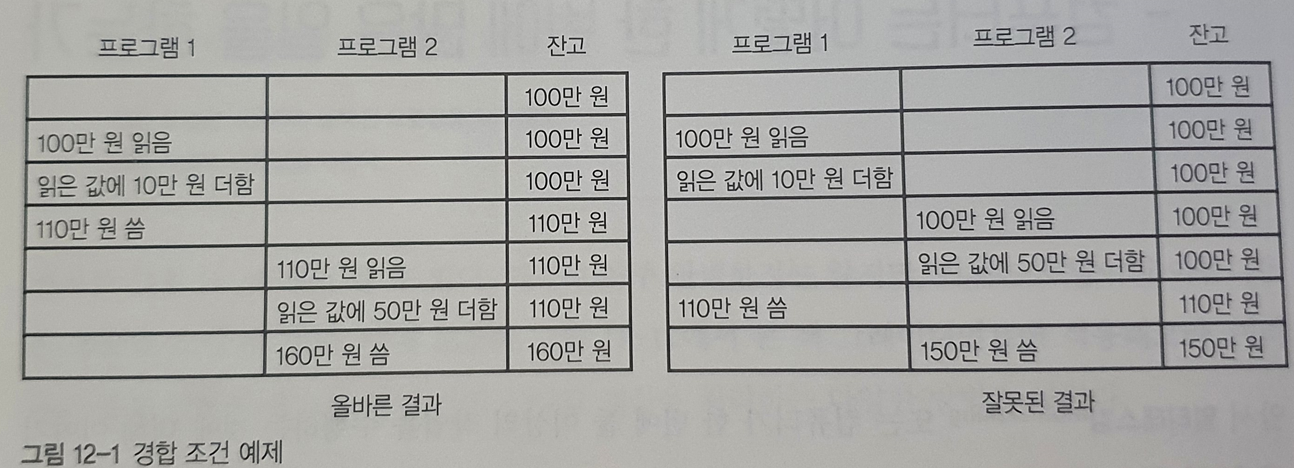 프로그램 1 프로그램 2 잔고
100만 원
100만 원 읽음 100만 원
읽은 값에 10만 원 더함 100만 원
110만 원 씀 110만 원
110만 원 읽음 110만 원
읽은 값에 50만 원 더함 110만 원
160만 원 씀 160만 원
올바른 결과
프로그램 1 프로그램 2 잔고
100만 원
100만 원 읽음 100만 원
읽은 값에 10만 원 더함 100만 원
100만 원 읽음 100만 원
읽은 값에 50만 원 더함 100만 원
110만 원 씀 110만 원
150만 원 씀 150만 원
잘못된 결과
그림 12-1 경합 조건 예제